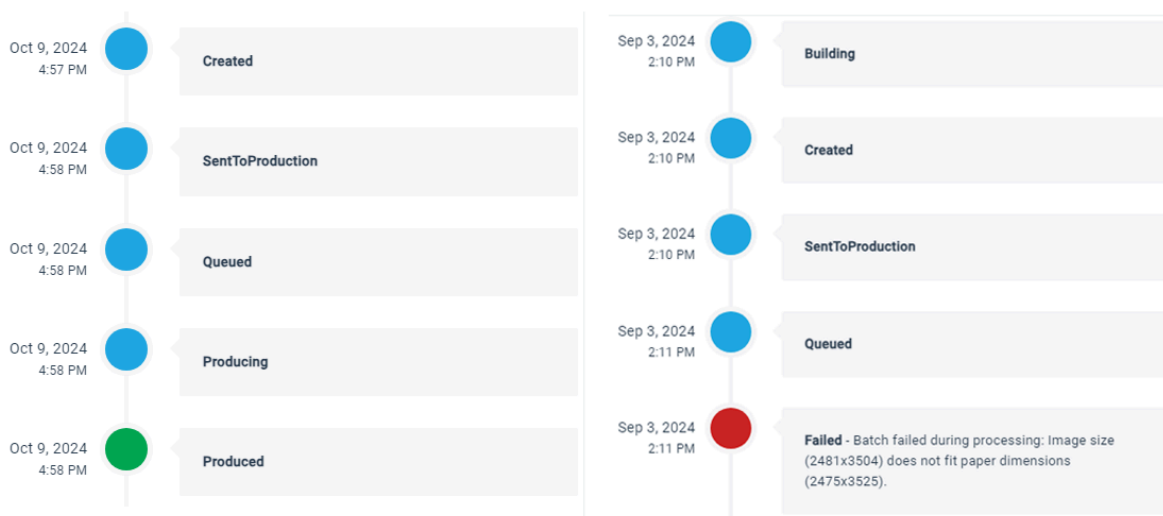 Oct 9, 2024
4:57 PM
Created
Oct 9, 2024
4:58 PM
SentToProduction
Oct 9, 2024
4:58 PM
Queued
Oct 9, 2024
4:58 PM
Producing
Oct 9, 2024
4:58 PM
Produced
Sep 3, 2024
2:10 PM
Building
Sep 3, 2024
2:10 PM
Created
Sep 3, 2024
2:10 PM
SentToProduction
Sep 3, 2024
2:11 PM
Queued
Sep 3, 2024
2:11 PM
Failed - Batch failed during processing: Image size
(2481x3504) does not fit paper dimensions
(2475x3525).